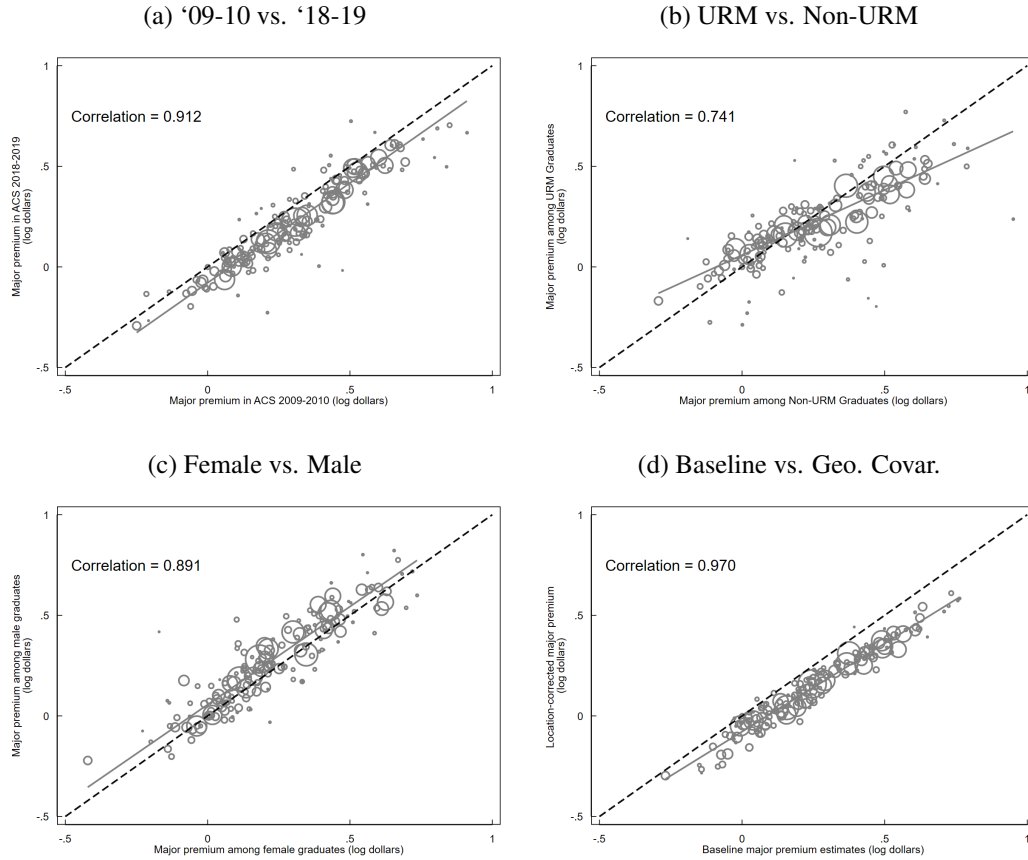 (a) ‘09-10 vs. ‘18-19
Major premium in ACS 2018-2019
(log dollars)
1
.5
0
-.5
Correlation = 0.912
-.5 0 .5 1
Major premium in ACS 2009-2010 (log dollars)
(b) URM vs. Non-URM
Major premium among URM Graduates
(log dollars)
1
.5
0
-.5
Correlation = 0.741
-.5 0 .5 1
Major premium among Non-URM Graduates (log dollars)
(c) Female vs. Male
Major premium among male graduates
(log dollars)
1
.5
0
-.5
Correlation = 0.891
-.5 0 .5 1
Major premium among female graduates (log dollars)
(d) Baseline vs. Geo. Covar.
Location-corrected major premium
(log dollars)
1
.5
0
-.5
Correlation = 0.970
-.5 0 .5 1
Baseline major premium estimates (log dollars)